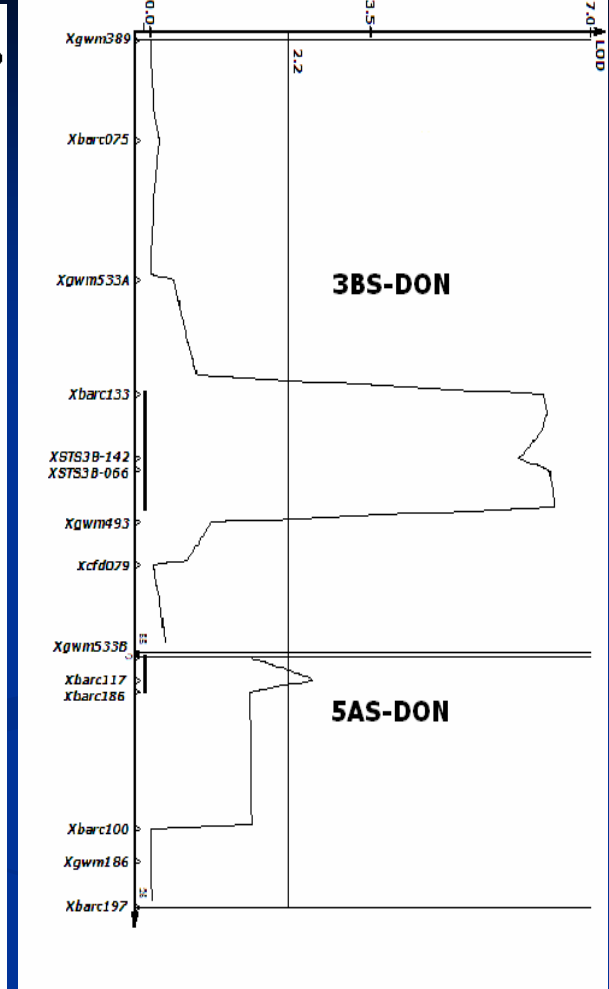 0.0
3.5
7.0
LOD
Xgwm389
2.2
Xbarc075
Xgwm533A
3BS-DON
Xbarc133
XSTS3B-142
XSTS3B-066
Xgwm493
Xcfd079
Xgwm533B
Xbarc117
Xbarc186
5AS-DON
Xbarc100
Xgwm186
Xbarc197